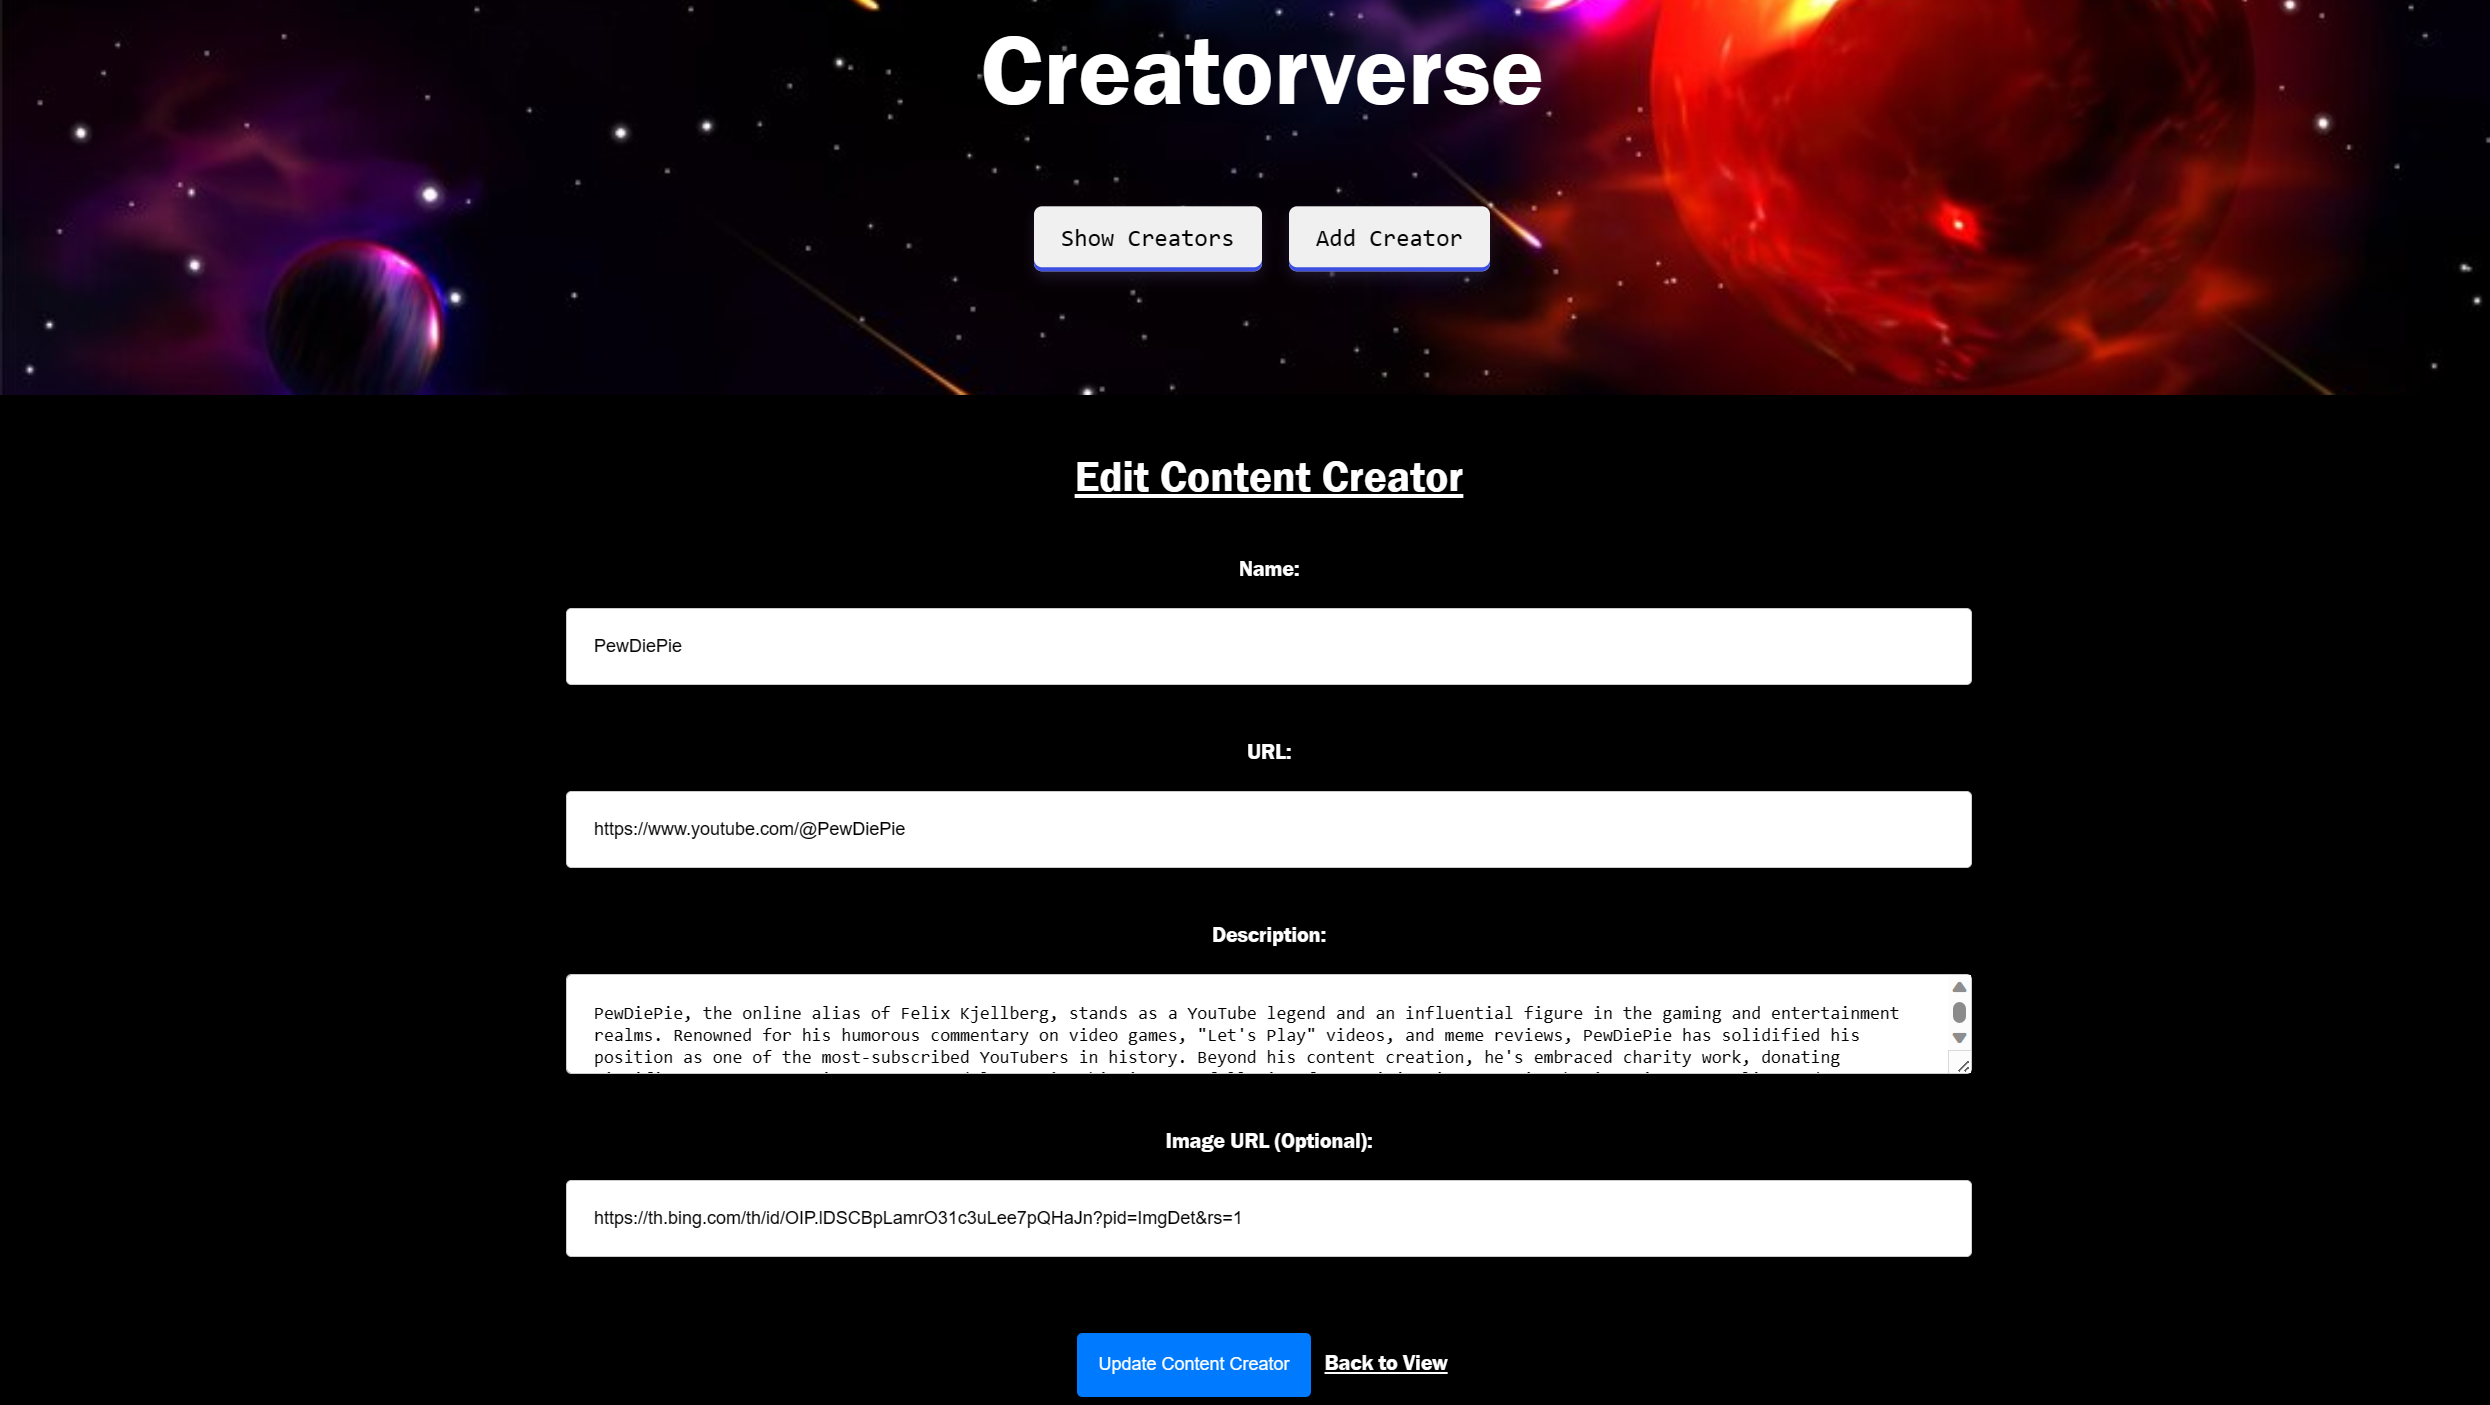 Creatorverse
Show Creators
Add Creator
Edit Content Creator
Name:
PewDiePie
URL:
https://www.youtube.com/@PewDiePie
Description:
PewDiePie, the online alias of Felix Kjellberg, stands as a YouTube legend and an influential figure in the gaming and entertainment
realms. Renowned for his humorous commentary on video games, "Let's Play" videos, and meme reviews, PewDiePie has solidified his
position as one of the most-subscribed YouTubers in history. Beyond his content creation, he's embraced charity work, donating
Image URL (Optional):
https://th.bing.com/th/id/OIP.lDSCBpLamrO31c3uLee7pQHaJn?pid=ImgDet&rs=1
Update Content Creator
Back to View